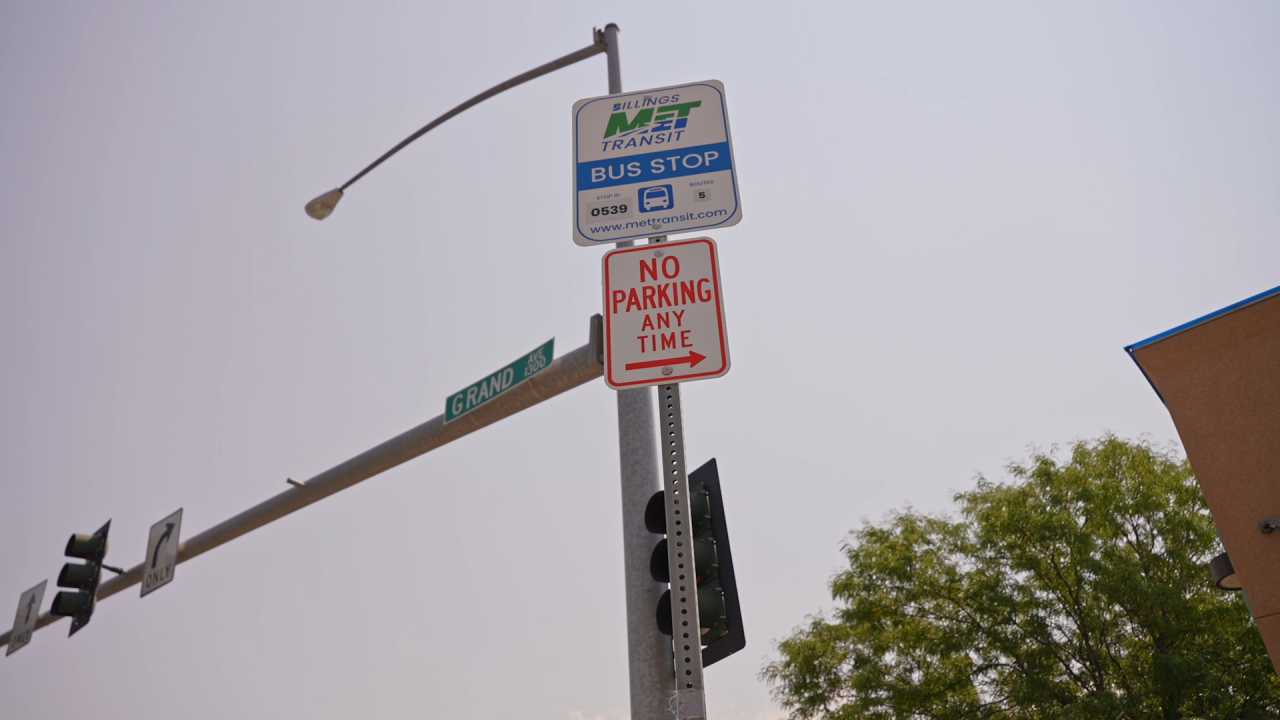 BILLINGS
MET
TRANSIT
BUS STOP
STOP ID
ROUTES
0539
5
www.mettransit.com
NO
PARKING
ANY
TIME
GRAND AVE
1300
ONLY
ONLY